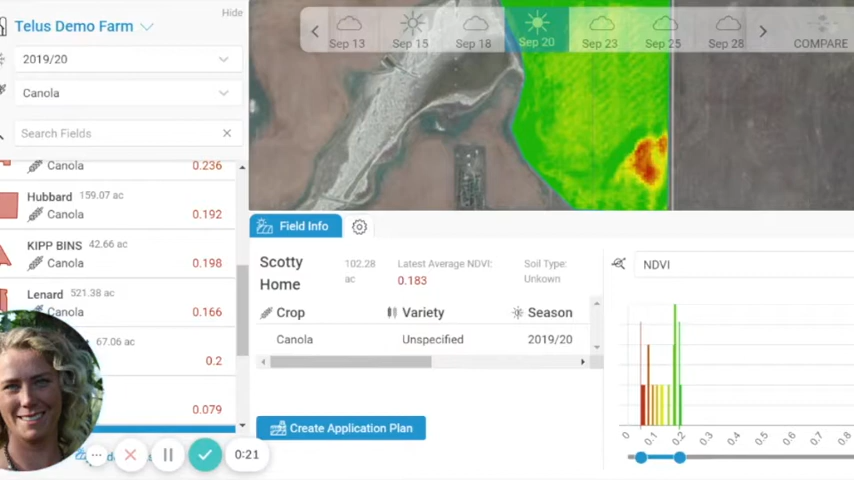 Hide
Telus Demo Farm
2019/20
Canola
Search Fields
Canola 0.236
Hubbard 159.07 ac
Canola 0.192
KIPP BINS 42.66 ac
Canola 0.198
Lenard 521.38 ac
Canola 0.166
67.06 ac
0.2
0.079
0:21
Sep 13 Sep 15 Sep 18 Sep 20 Sep 23 Sep 25 Sep 28 COMPARE
Field Info
Scotty Home
102.28 ac
Latest Average NDVI:
0.183
Soil Type:
Unkown
Crop Variety Season
Canola Unspecified 2019/20
Create Application Plan
NDVI
0 0.1 0.2 0.3 0.4 0.5 0.6 0.7 0.8